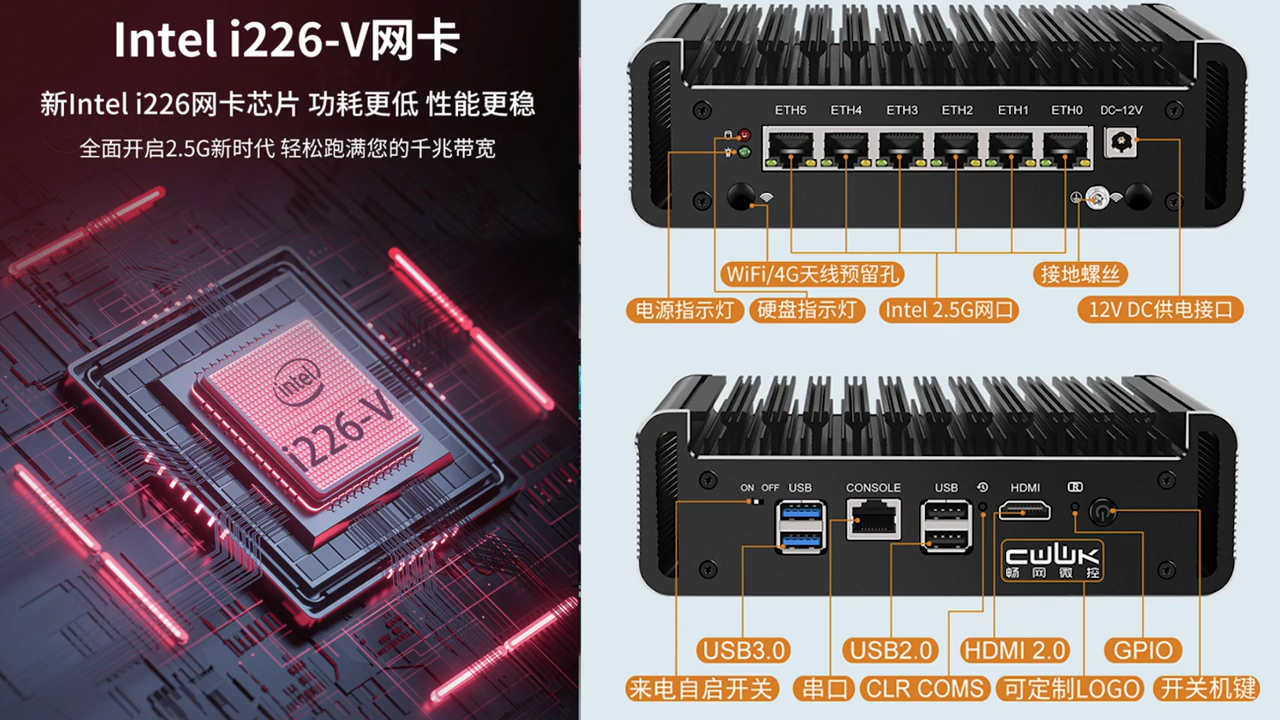 Intel i226-V网卡
新Intel i226网卡芯片 功耗更低 性能更稳
全面开启2.5G新时代 轻松跑满您的千兆带宽
intel
i226-V
ETH5 ETH4 ETH3 ETH2 ETH1 ETH0 DC-12V
WiFi/4G天线预留孔 接地螺丝
电源指示灯 硬盘指示灯 Intel 2.5G网口 12V DC供电接口
ON OFF USB CONSOLE USB HDMI R
CWWK
畅网微控
USB3.0 USB2.0 HDMI 2.0 GPIO
来电自启开关 串口 CLR COMS 可定制LOGO 开关机键